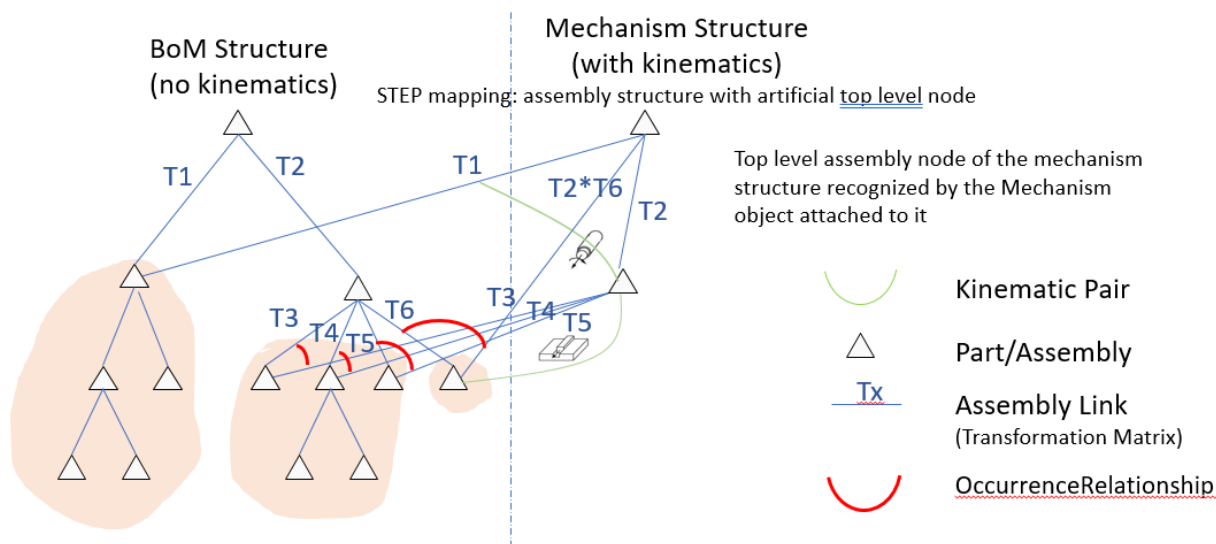 BoM Structure
(no kinematics)
Mechanism Structure
(with kinematics)
STEP mapping: assembly structure with artificial top level node
T1
T2
T1
T2*T6
T2
Top level assembly node of the mechanism
structure recognized by the Mechanism
object attached to it
T3
T4
T5
T6
T3
T4
T5
Kinematic Pair
Part/Assembly
Tx
Assembly Link
(Transformation Matrix)
OccurrenceRelationship